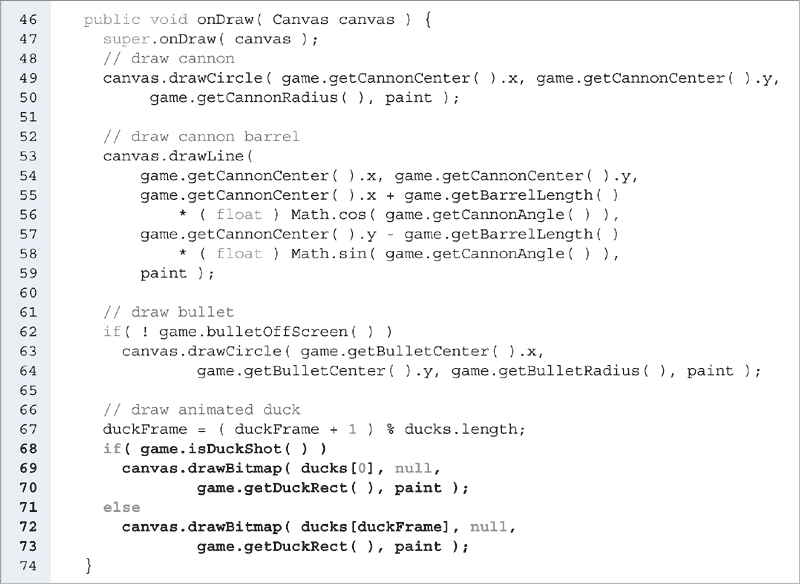 46 public void onDraw( Canvas canvas ) {
47 super.onDraw( canvas );
48 // draw cannon
49 canvas.drawCircle( game.getCannonCenter( ).x, game.getCannonCenter( ).y,
50 game.getCannonRadius( ), paint );
51
52 // draw cannon barrel
53 canvas.drawLine(
54 game.getCannonCenter( ).x, game.getCannonCenter( ).y,
55 game.getCannonCenter( ).x + game.getBarrelLength( )
56 * ( float ) Math.cos( game.getCannonAngle( ) ),
57 game.getCannonCenter( ).y - game.getBarrelLength( )
58 * ( float ) Math.sin( game.getCannonAngle( ) ),
59 paint );
60
61 // draw bullet
62 if( ! game.bulletOffScreen( ) )
63 canvas.drawCircle( game.getBulletCenter( ).x,
64 game.getBulletCenter( ).y, game.getBulletRadius( ), paint );
65
66 // draw animated duck
67 duckFrame = ( duckFrame + 1 ) % ducks.length;
68 if( game.isDuckShot( ) )
69 canvas.drawBitmap( ducks[0], null,
70 game.getDuckRect( ), paint );
71 else
72 canvas.drawBitmap( ducks[duckFrame], null,
73 game.getDuckRect( ), paint );
74 }